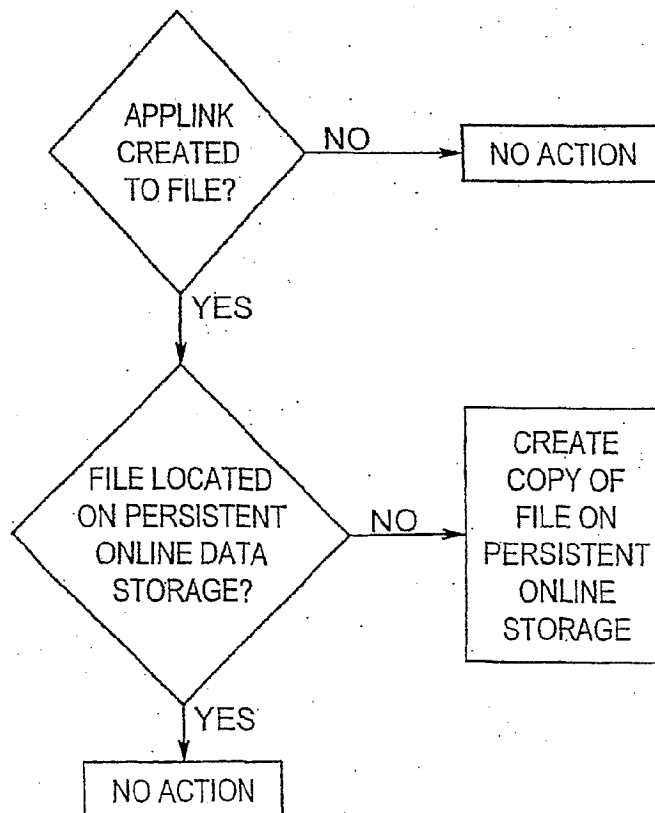 APPLINK
CREATED
TO FILE?
NO
NO ACTION
YES
FILE LOCATED
ON PERSISTENT
ONLINE DATA
STORAGE?
NO
CREATE
COPY OF
FILE ON
PERSISTENT
ONLINE
STORAGE
YES
NO ACTION